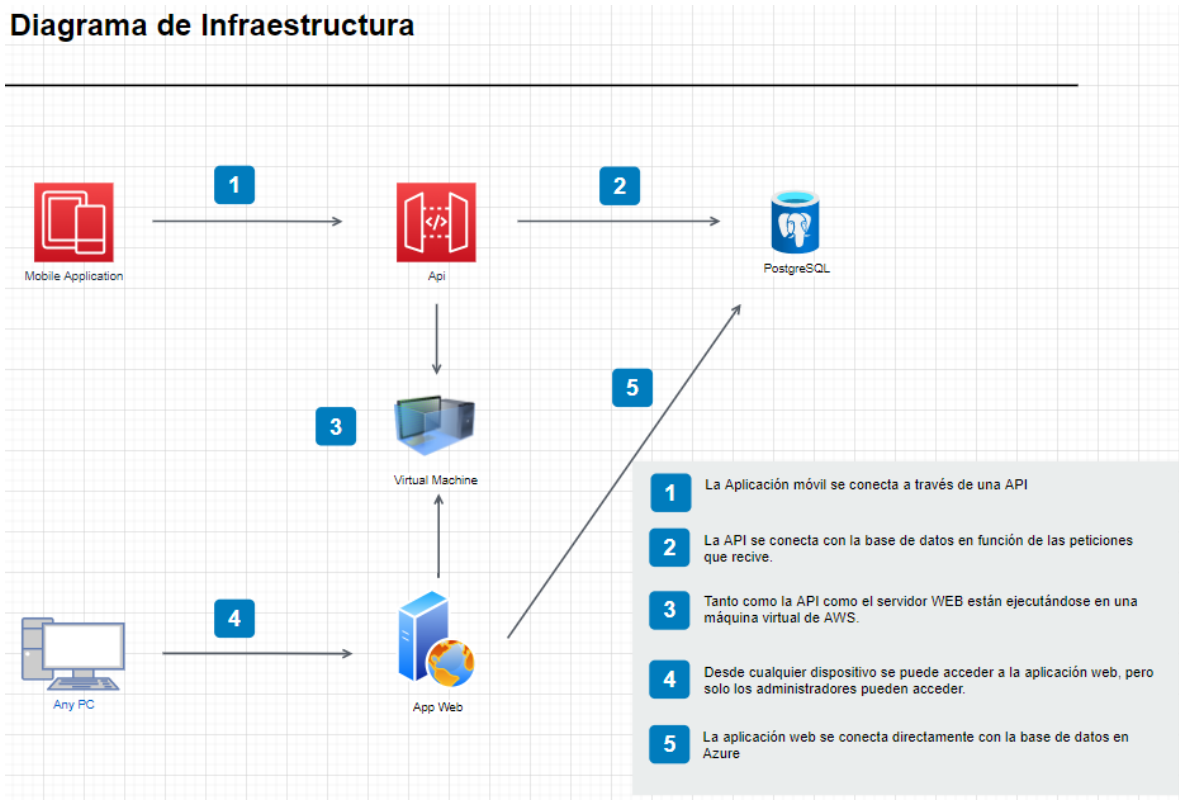 Diagrama de Infraestructura
1
2
Mobile Application
Api
PostgreSQL
5
3
Virtual Machine
4
Any PC
App Web
1
La Aplicación móvil se conecta a través de una API
2
La API se conecta con la base de datos en función de las peticiones
que recive.
3
Tanto como la API como el servidor WEB están ejecutándose en una
máquina virtual de AWS.
4
Desde cualquier dispositivo se puede acceder a la aplicación web, pero
solo los administradores pueden acceder.
5
La aplicación web se conecta directamente con la base de datos en
Azure